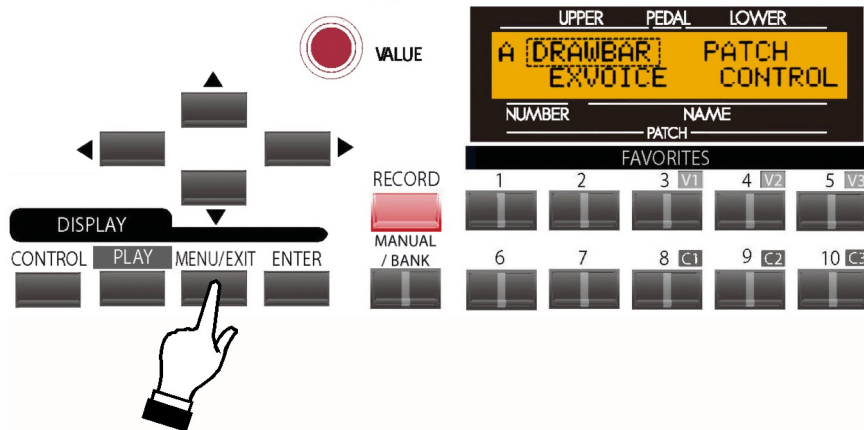 UPPER PEDAL LOWER
VALUE
A DRAWBAR PATCH
EXVOICE CONTROL
NUMBER NAME
PATCH
FAVORITES
RECORD
1 2 3 V1 4 V2 5 V3
DISPLAY
MANUAL
/ BANK
CONTROL PLAY MENU/EXIT ENTER
6 7 8 C1 9 C2 10 C3